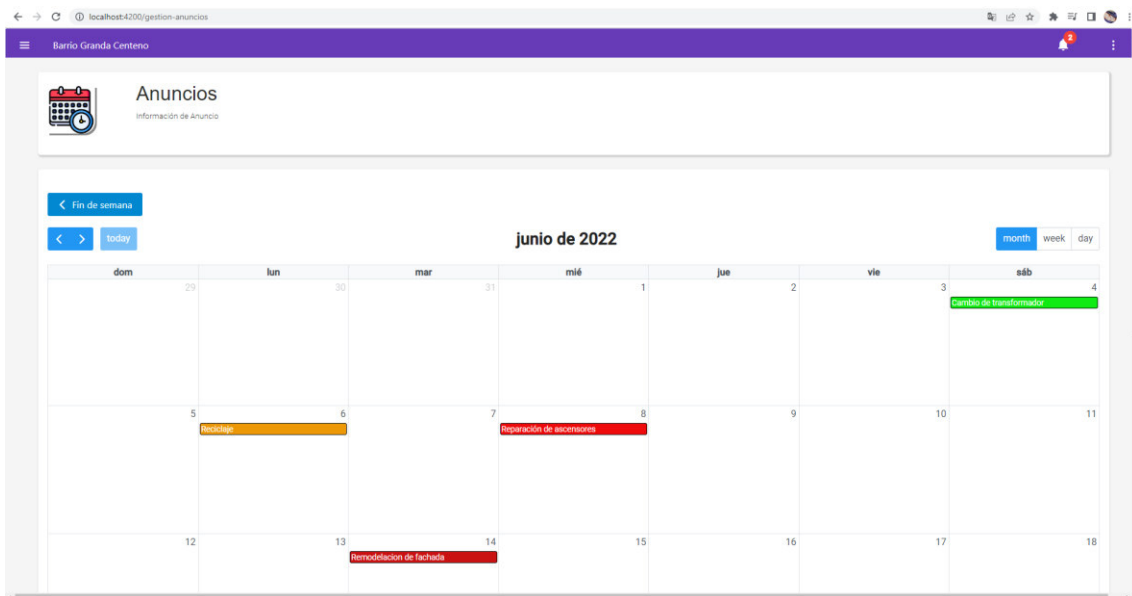 localhost:4200/gestion-anuncios
Barrio Granda Centeno
2
Anuncios
Información de Anuncio
Fin de semana
today
junio de 2022
month week day
dom lun mar mié jue vie sáb
29 30 31 1 2 3 4
Cambio de transformador
5 6 7 8 9 10 11
Reciclaje Reparación de ascensores
12 13 14 15 16 17 18
Remodelacion de fachada